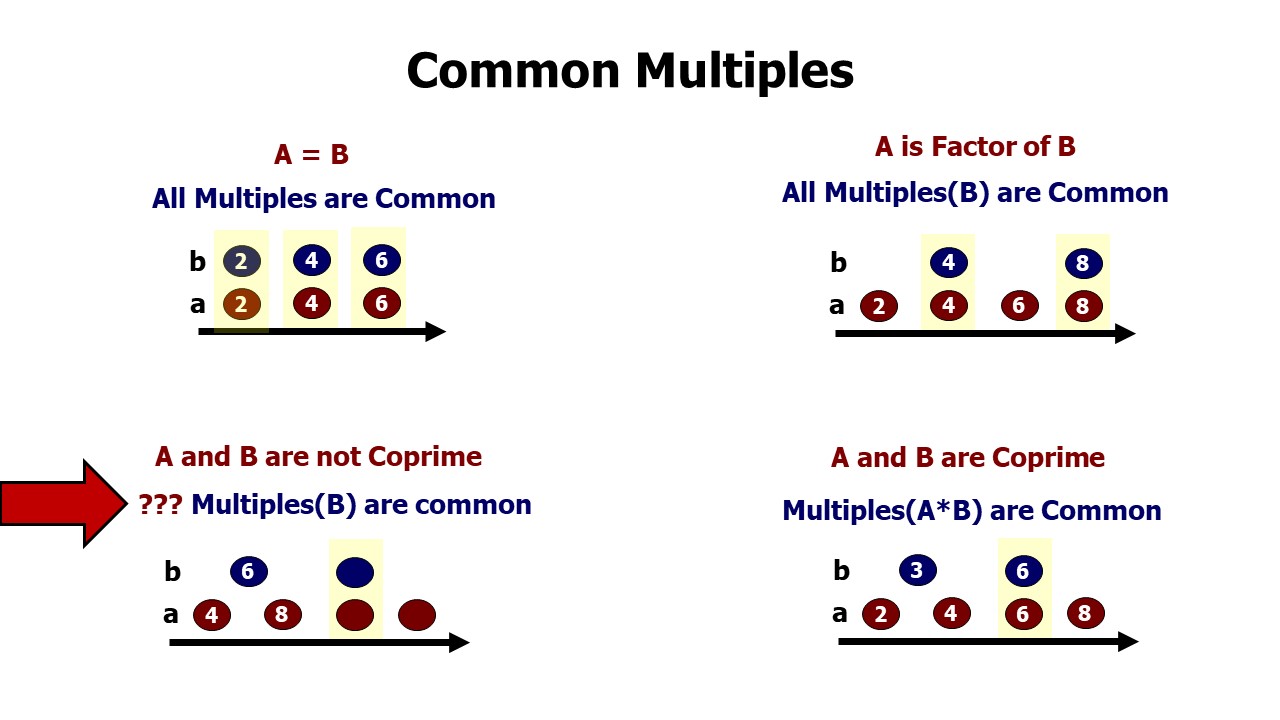 Common Multiples
A = B
All Multiples are Common
b 2 4 6
a 2 4 6
A is Factor of B
All Multiples(B) are Common
b 4 8
a 2 4 6 8
A and B are not Coprime
??? Multiples(B) are common
b 6
a 4 8
A and B are Coprime
Multiples(A*B) are Common
b 3 6
a 2 4 6 8